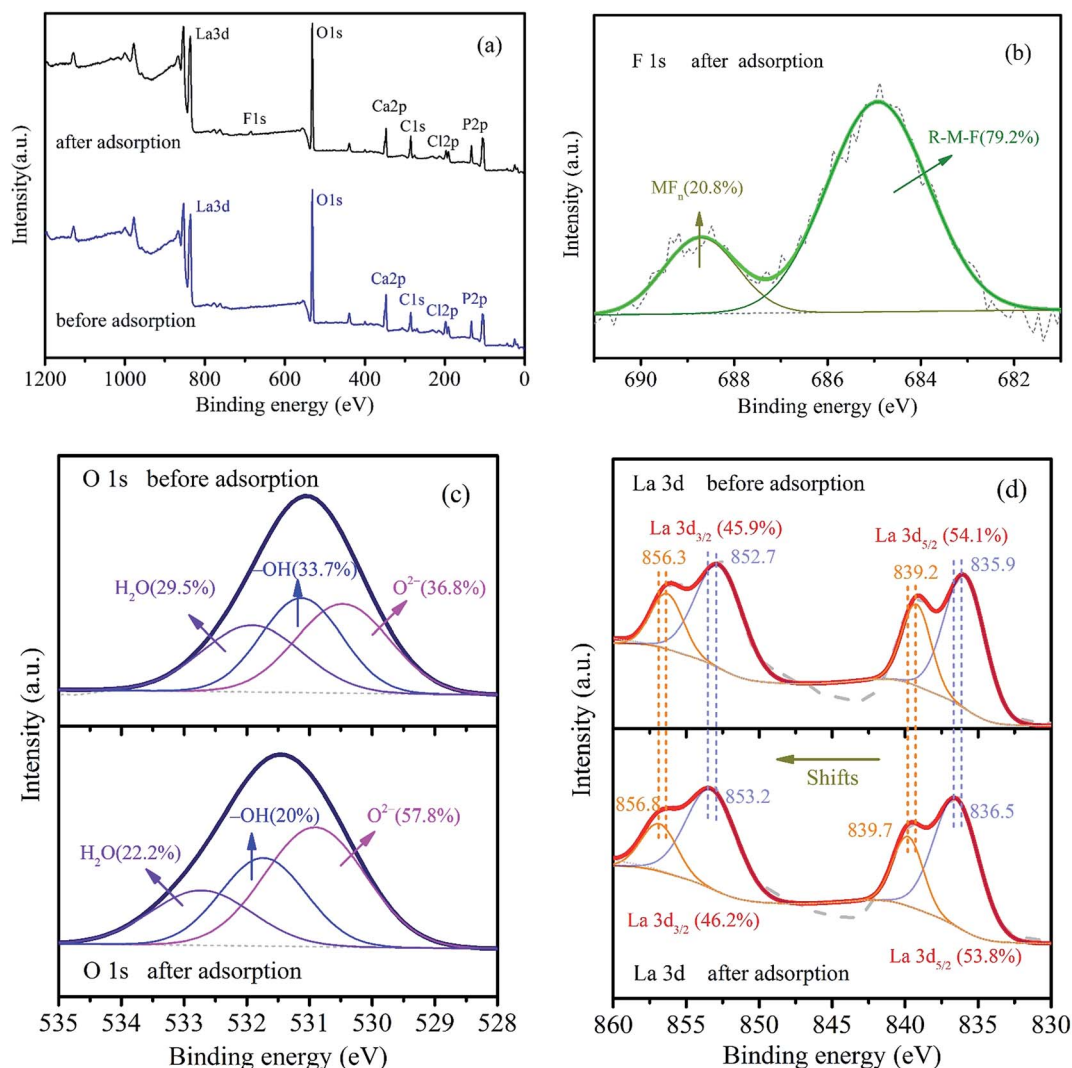 (a)
La3d
O1s
F1s
Ca2p
C1s
Cl2p
P2p
after adsorption
La3d
O1s
Ca2p
C1s
Cl2p
P2p
before adsorption
Intensity(a.u.)
1200 1000 800 600 400 200 0
Binding energy (eV)
F 1s after adsorption
(b)
R-M-F(79.2%)
MFₙ(20.8%)
Intensity (a.u.)
690 688 686 684 682
Binding energy (eV)
O 1s before adsorption
(c)
–OH(33.7%)
H₂O(29.5%)
O²⁻(36.8%)
–OH(20%)
O²⁻(57.8%)
H₂O(22.2%)
O 1s after adsorption
Intensity (a.u.)
Intensity (a.u.)
535 534 533 532 531 530 529 528
Binding energy (eV)
La 3d before adsorption
(d)
La 3d₃/₂ (45.9%)
La 3d₅/₂ (54.1%)
856.3
852.7
839.2
835.9
Shifts
856.8
853.2
839.7
836.5
La 3d₃/₂ (46.2%)
La 3d₅/₂ (53.8%)
La 3d after adsorption
Intensity (a.u.)
Intensity (a.u.)
860 855 850 845 840 835 830
Binding energy (eV)